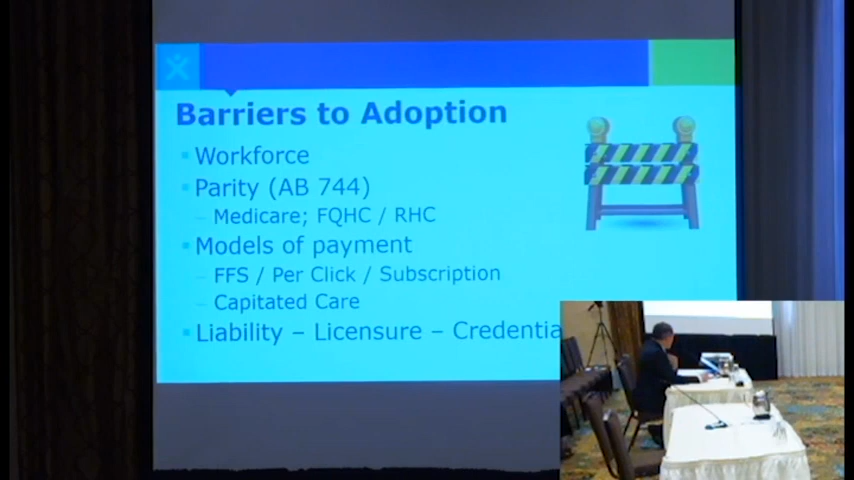 Barriers to Adoption
Workforce
Parity (AB 744)
– Medicare; FQHC / RHC
Models of payment
– FFS / Per Click / Subscription
– Capitated Care
Liability – Licensure – Credentia